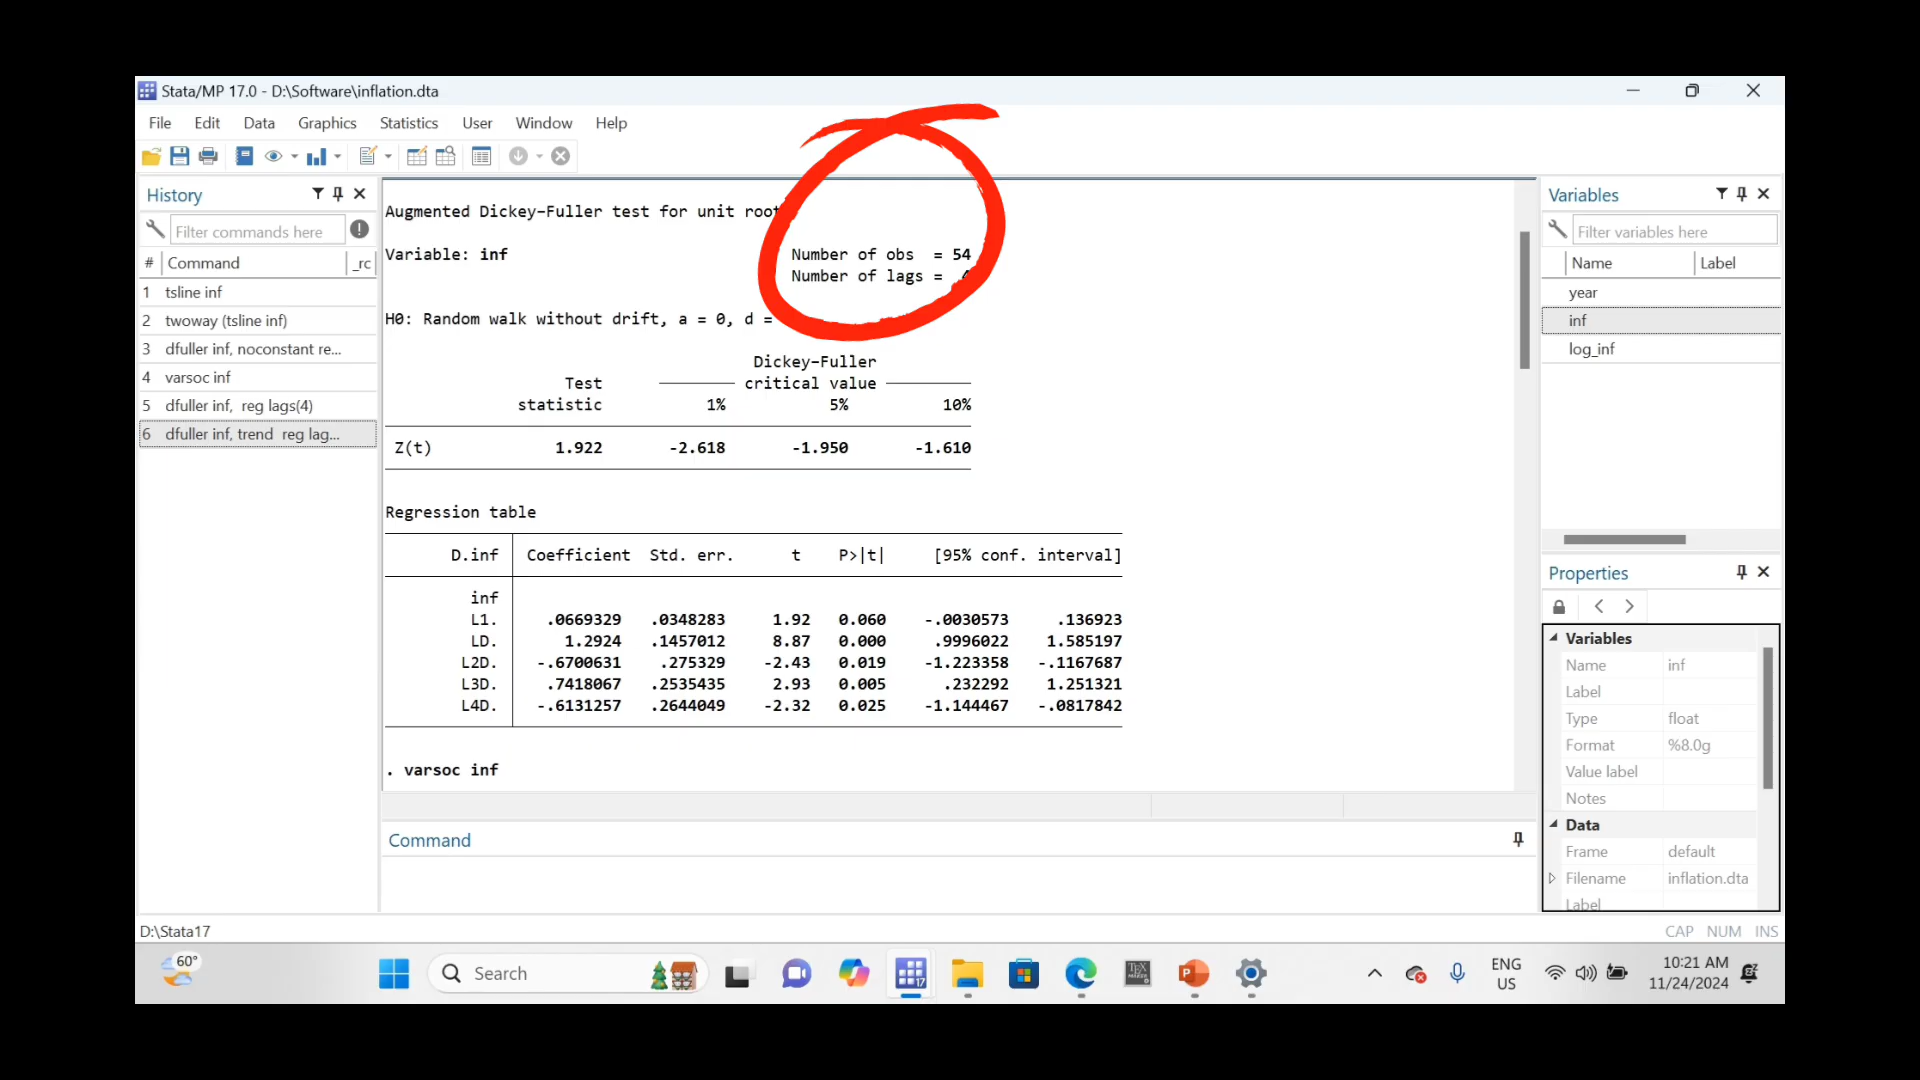 Stata/MP 17.0 - D:\Software\inflation.dta
File Edit Data Graphics Statistics User Window Help
History
Filter commands here
# Command _rc
1 tsline inf
2 twoway (tsline inf)
3 dfuller inf, noconstant re...
4 varsoc inf
5 dfuller inf, reg lags(4)
6 dfuller inf, trend reg lag...
Augmented Dickey–Fuller test for unit root
Variable: inf Number of obs = 54
Number of lags =
H0: Random walk without drift, a = 0, d =
Dickey–Fuller
Test critical value
statistic 1% 5% 10%
Z(t) 1.922 -2.618 -1.950 -1.610
Regression table
D.inf Coefficient Std. err. t P>|t| [95% conf. interval]
inf
L1. .0669329 .0348283 1.92 0.060 -.0030573 .136923
LD. 1.2924 .1457012 8.87 0.000 .9996022 1.585197
L2D. -.6700631 .275329 -2.43 0.019 -1.223358 -.1167687
L3D. .7418067 .2535435 2.93 0.005 .232292 1.251321
L4D. -.6131257 .2644049 -2.32 0.025 -1.144467 -.0817842
. varsoc inf
Command
Variables
Filter variables here
Name Label
year
inf
log_inf
Properties
Variables
Name inf
Label
Type float
Format %8.0g
Value label
Notes
Data
Frame default
Filename inflation.dta
Label
D:\Stata17
CAP NUM INS
60°
Search
17
ENG
US
10:21 AM
11/24/2024